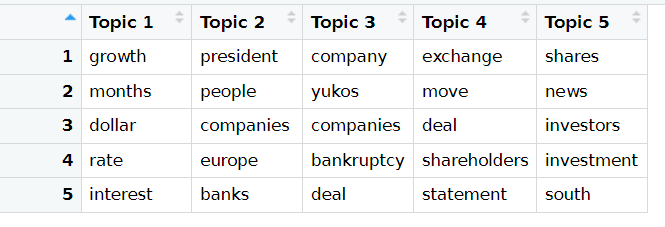 Topic 1 Topic 2 Topic 3 Topic 4 Topic 5
1 growth president company exchange shares
2 months people yukos move news
3 dollar companies companies deal investors
4 rate europe bankruptcy shareholders investment
5 interest banks deal statement south